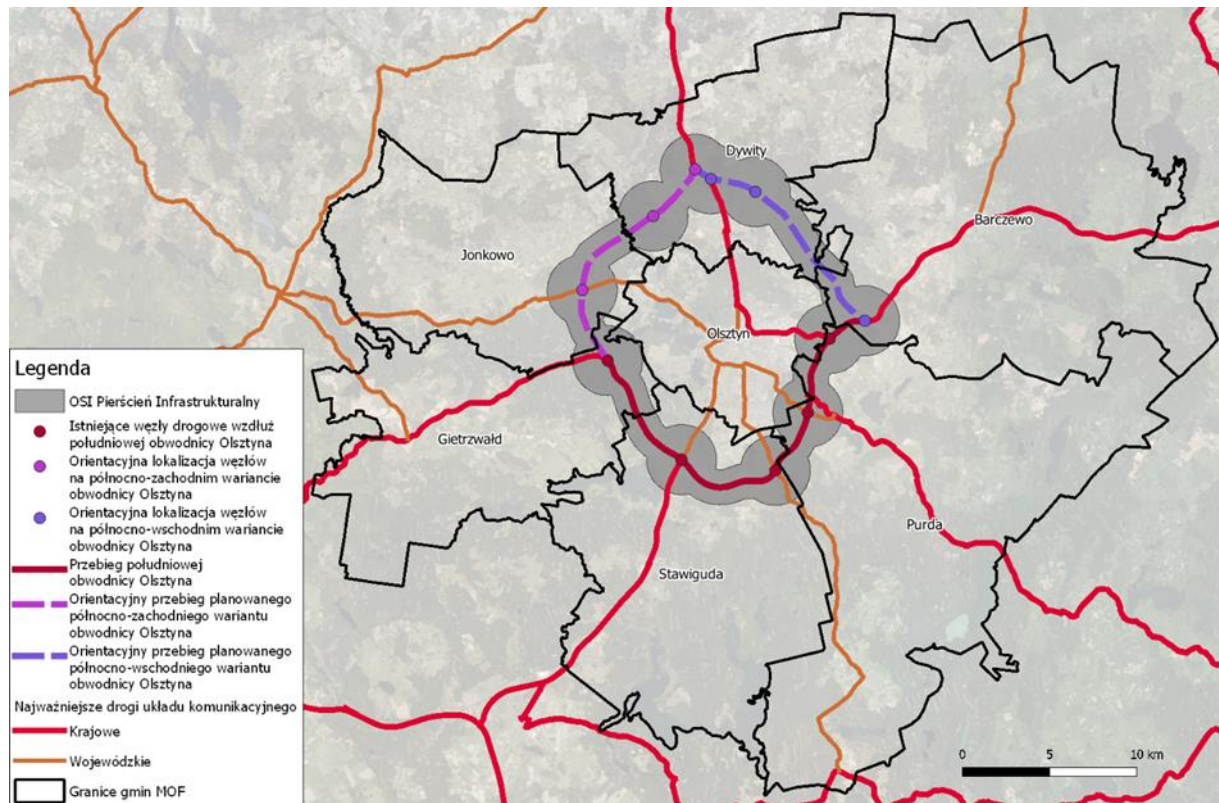 Dywity
Barczewo
Jonkowo
Olsztyn
Gietrzwałd
Purda
Stawiguda
Legenda
OSI Pierścień Infrastrukturalny
Istniejące węzły drogowe wzdłuż
południowej obwodnicy Olsztyna
Orientacyjna lokalizacja węzłów
na północno-zachodnim wariancie
obwodnicy Olsztyna
Orientacyjna lokalizacja węzłów
na północno-wschodnim wariancie
obwodnicy Olsztyna
Przebieg południowej
obwodnicy Olsztyna
Orientacyjny przebieg planowanego
północno-zachodniego wariantu
obwodnicy Olsztyna
Orientacyjny przebieg planowanego
północno-wschodniego wariantu
obwodnicy Olsztyna
Najważniejsze drogi układu komunikacyjnego
Krajowe
Wojewódzkie
Granice gmin MOF
0 5 10 km